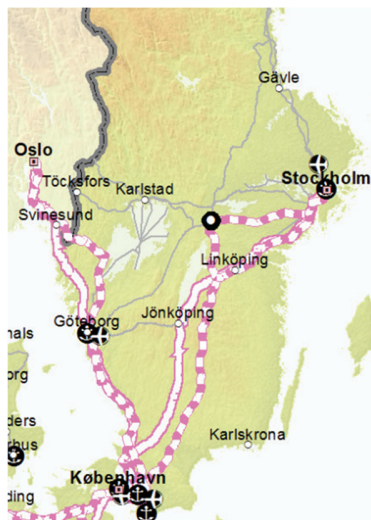 Gävle
Oslo
Stockholm
Töcksfors
Karlstad
Svinesund
Linköping
Göteborg
Jönköping
nals
org
Karlskrona
ders
rhus
København
ding